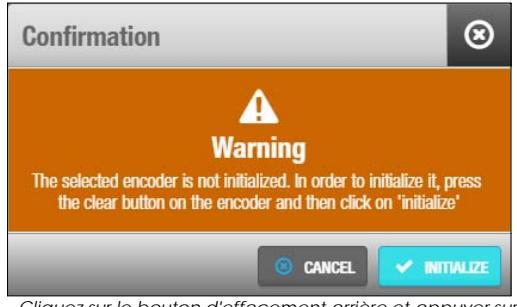 Confirmation
Warning
The selected encoder is not initialized. In order to initialize it, press
the clear button on the encoder and then click on 'initialize'
CANCEL
INITIALIZE
Cliquez sur le bouton d'effacement arrière et appuyer sur